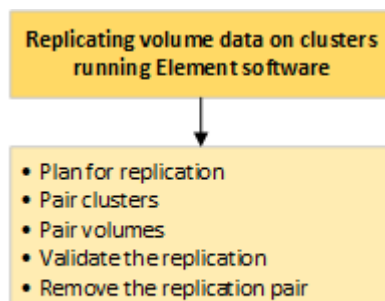 Replicating volume data on clusters
running Element software
• Plan for replication
• Pair clusters
• Pair volumes
• Validate the replication
• Remove the replication pair